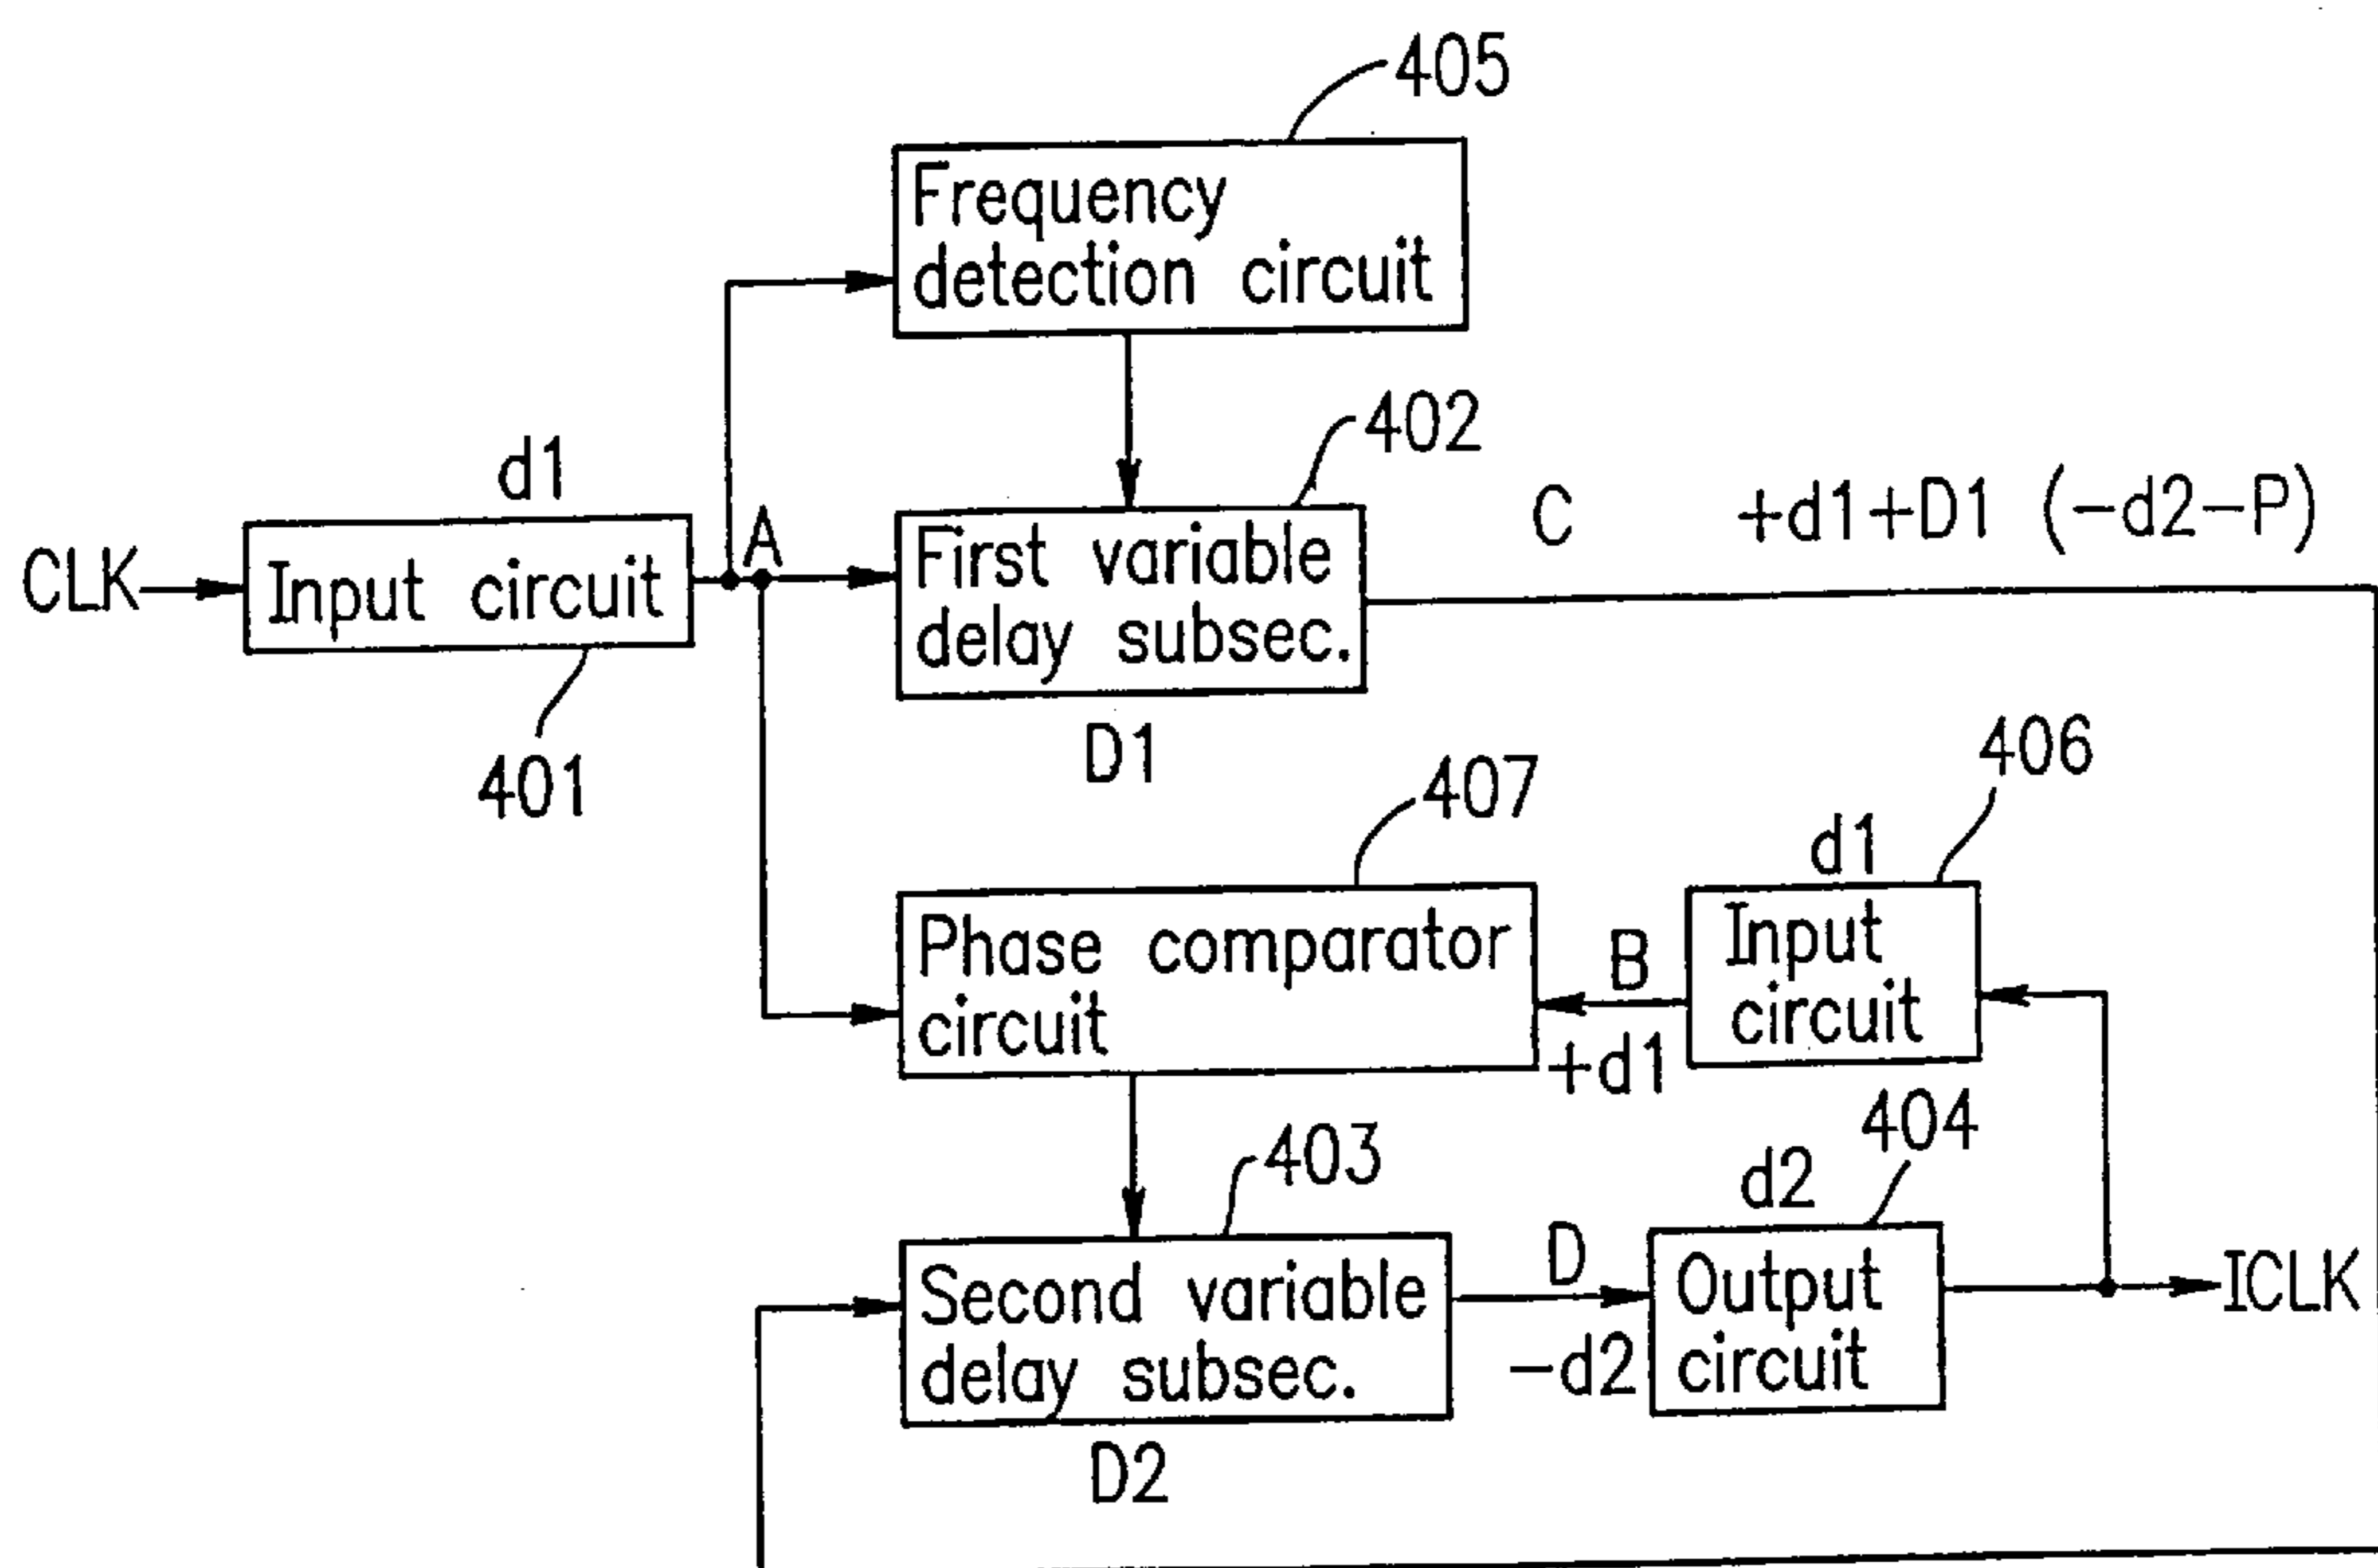 405
Frequency
detection circuit
402
d1
A
C
+d1+D1 (-d2-P)
CLK
Input circuit
First variable
delay subsec.
401
D1
407
406
d1
Phase comparator
circuit
B
+d1
Input
circuit
403
404
d2
Second variable
delay subsec.
D
-d2
Output
circuit
ICLK
D2